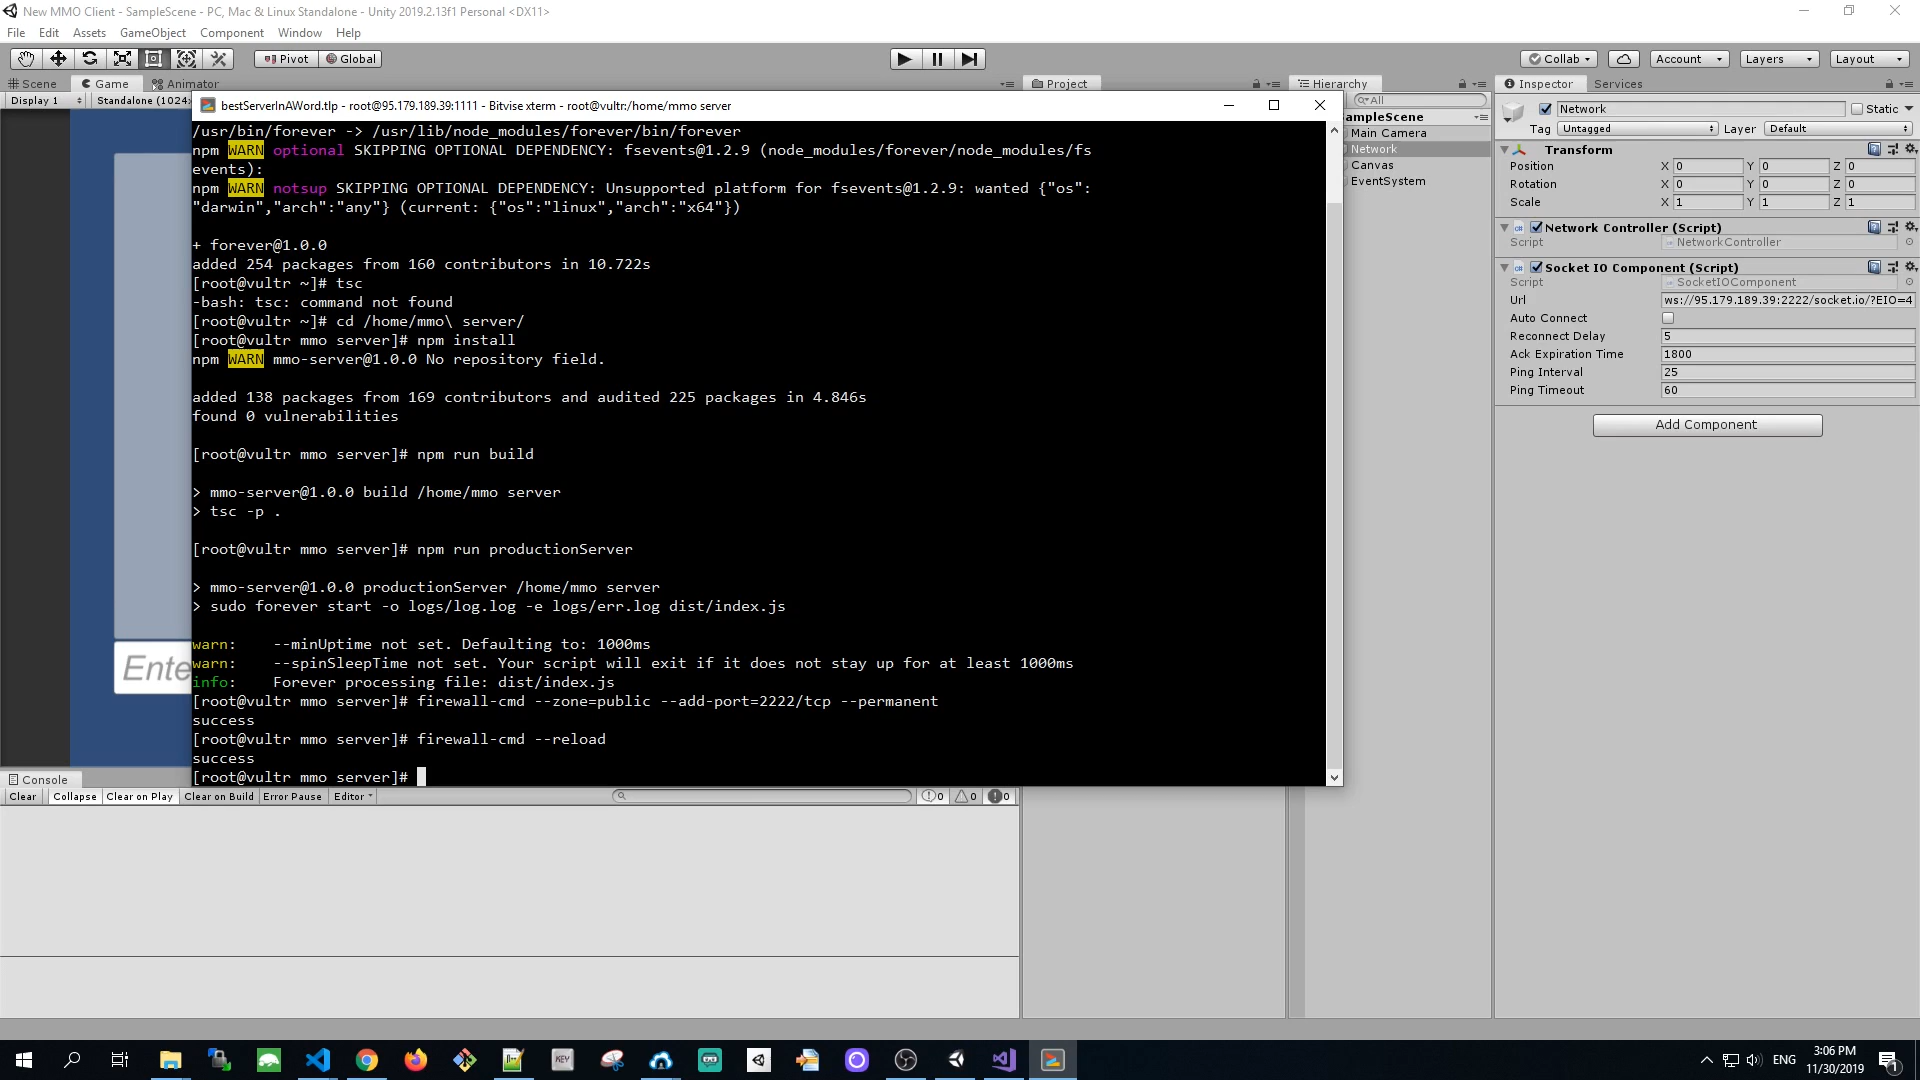 New MMO Client - SampleScene - PC, Mac & Linux Standalone - Unity 2019.2.13f1 Personal <DX11>
File Edit Assets GameObject Component Window Help
Pivot Global Collab Account Layers Layout
Scene Game Animator Project Hierarchy Inspector Services
Display 1 Standalone (1024x
bestServerInAWord.tlp - root@95.179.189.39:1111 - Bitvise xterm - root@vultr:/home/mmo server
/usr/bin/forever -> /usr/lib/node_modules/forever/bin/forever
npm WARN optional SKIPPING OPTIONAL DEPENDENCY: fsevents@1.2.9 (node_modules/forever/node_modules/fs
events):
npm WARN notsup SKIPPING OPTIONAL DEPENDENCY: Unsupported platform for fsevents@1.2.9: wanted {"os":
"darwin","arch":"any"} (current: {"os":"linux","arch":"x64"})
+ forever@1.0.0
added 254 packages from 160 contributors in 10.722s
[root@vultr ~]# tsc
-bash: tsc: command not found
[root@vultr ~]# cd /home/mmo\ server/
[root@vultr mmo server]# npm install
npm WARN mmo-server@1.0.0 No repository field.
added 138 packages from 169 contributors and audited 225 packages in 4.846s
found 0 vulnerabilities
[root@vultr mmo server]# npm run build
> mmo-server@1.0.0 build /home/mmo server
> tsc -p .
[root@vultr mmo server]# npm run productionServer
> mmo-server@1.0.0 productionServer /home/mmo server
> sudo forever start -o logs/log.log -e logs/err.log dist/index.js
warn: --minUptime not set. Defaulting to: 1000ms
warn: --spinSleepTime not set. Your script will exit if it does not stay up for at least 1000ms
info: Forever processing file: dist/index.js
[root@vultr mmo server]# firewall-cmd --zone=public --add-port=2222/tcp --permanent
success
[root@vultr mmo server]# firewall-cmd --reload
success
[root@vultr mmo server]#
Ente
All
ampleScene
Main Camera
Network
Canvas
EventSystem
Network Static
Tag Untagged Layer Default
Transform
Position X 0 Y 0 Z 0
Rotation X 0 Y 0 Z 0
Scale X 1 Y 1 Z 1
Network Controller (Script)
Script NetworkController
Socket IO Component (Script)
Script SocketIOComponent
Url ws://95.179.189.39:2222/socket.io/?EIO=4
Auto Connect
Reconnect Delay 5
Ack Expiration Time 1800
Ping Interval 25
Ping Timeout 60
Add Component
Console
Clear Collapse Clear on Play Clear on Build Error Pause Editor 0 0 0
KEY
ENG
3:06 PM
11/30/2019
1